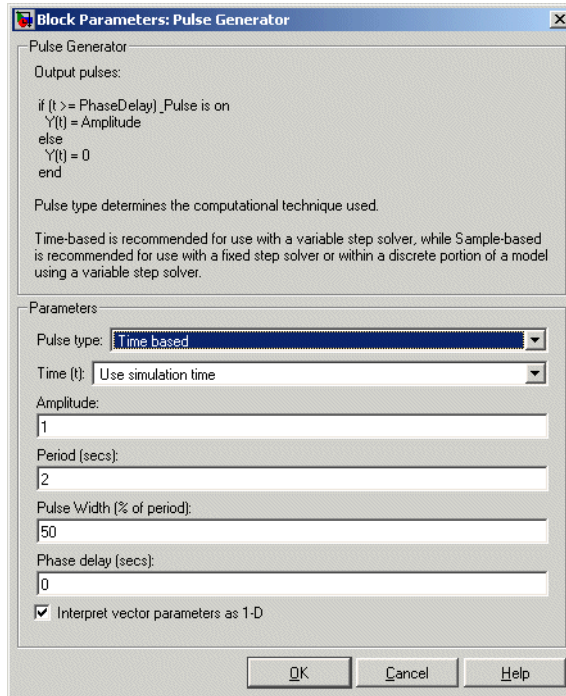 Block Parameters: Pulse Generator
Pulse Generator
Output pulses:
if (t >= PhaseDelay) _Pulse is on
Y(t) = Amplitude
else
Y(t) = 0
end
Pulse type determines the computational technique used.
Time-based is recommended for use with a variable step solver, while Sample-based
is recommended for use with a fixed step solver or within a discrete portion of a model
using a variable step solver.
Parameters
Pulse type: Time based
Time (t): Use simulation time
Amplitude:
1
Period (secs):
2
Pulse Width (% of period):
50
Phase delay (secs):
0
Interpret vector parameters as 1-D
OK Cancel Help